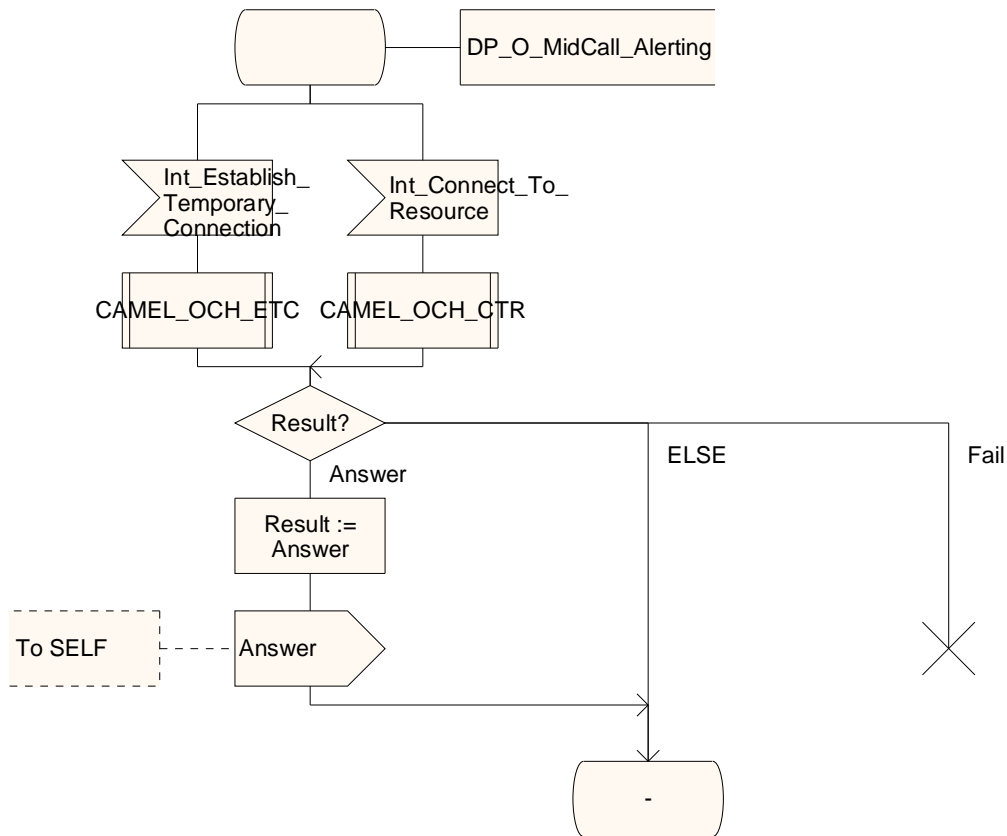 DP_O_MidCall_Alerting
Int_Establish_
Temporary_
Connection
Int_Connect_To_
Resource
CAMEL_OCH_ETC
CAMEL_OCH_CTR
Result?
ELSE
Fail
Answer
Result :=
Answer
To SELF
Answer
-